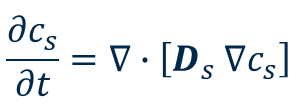 ∂c_s/∂t = ∇ · [𝑫_s ∇c_s]